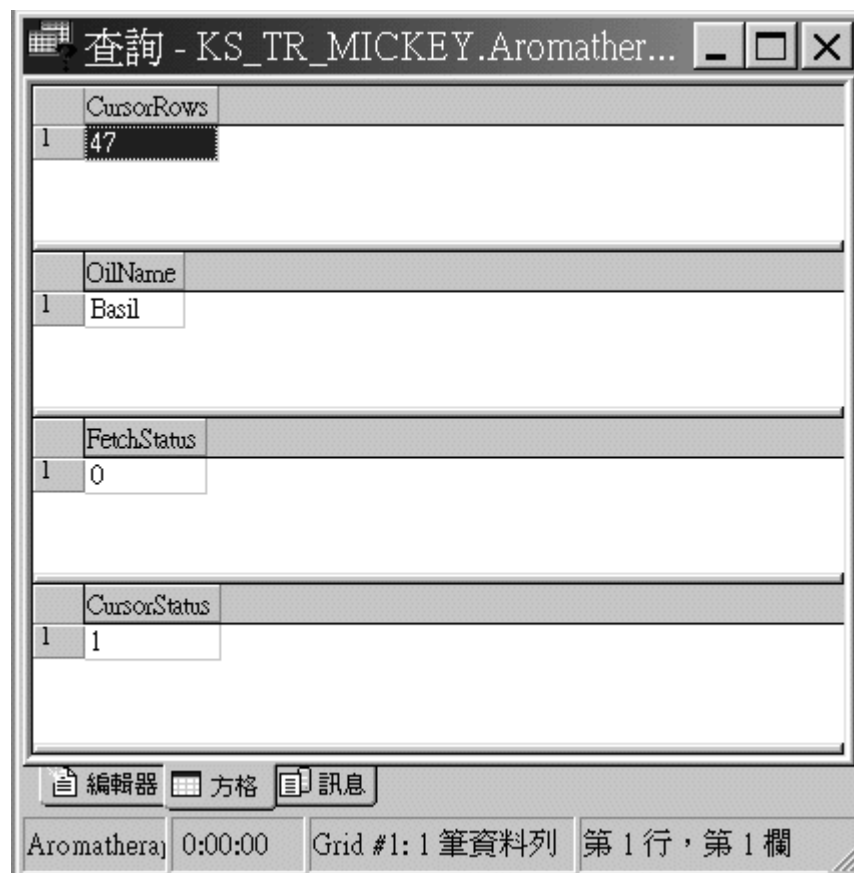 查詢 - KS_TR_MICKEY.Aromather...
CursorRows
1 47
OilName
1 Basil
FetchStatus
1 0
CursorStatus
1 1
編輯器 方格 訊息
Aromatherap 0:00:00 Grid #1: 1 筆資料列 第 1 行，第 1 欄